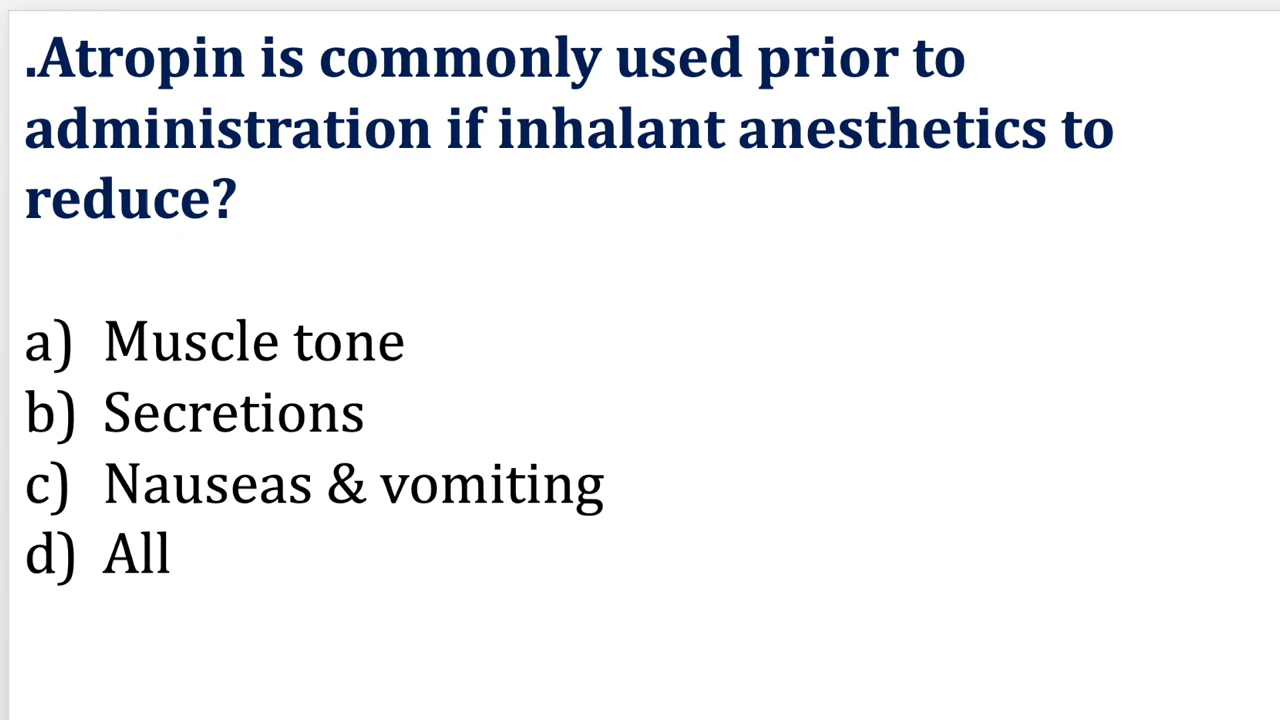 .Atropin is commonly used prior to
administration if inhalant anesthetics to
reduce?
a) Muscle tone
b) Secretions
c) Nauseas & vomiting
d) All